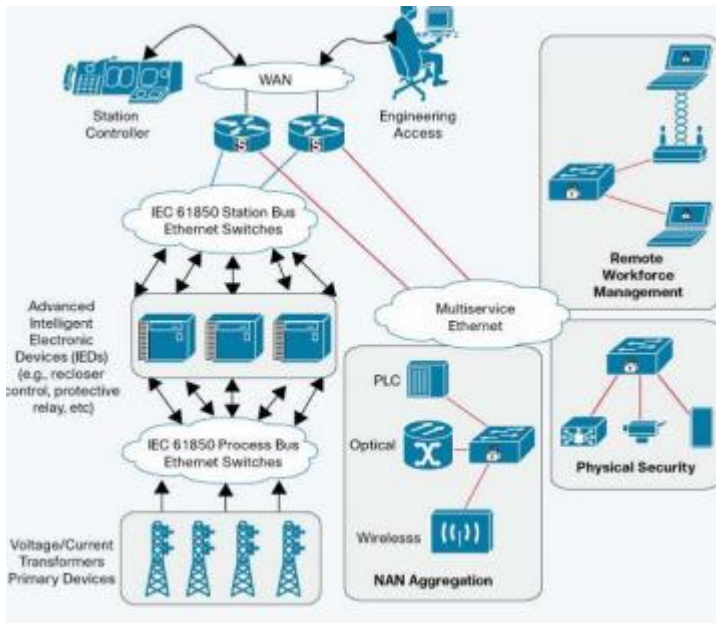 WAN
Station
Controller
Engineering
Access
IEC 61850 Station Bus
Ethernet Switches
Remote
Workforce
Management
Advanced
Intelligent
Electronic
Devices (IEDs)
(e.g., recloser
control, protective
relay, etc)
Multiservice
Ethernet
PLC
Optical
Wirelesss
NAN Aggregation
Physical Security
IEC 61850 Process Bus
Ethernet Switches
Voltage/Current
Transformers
Primary Devices